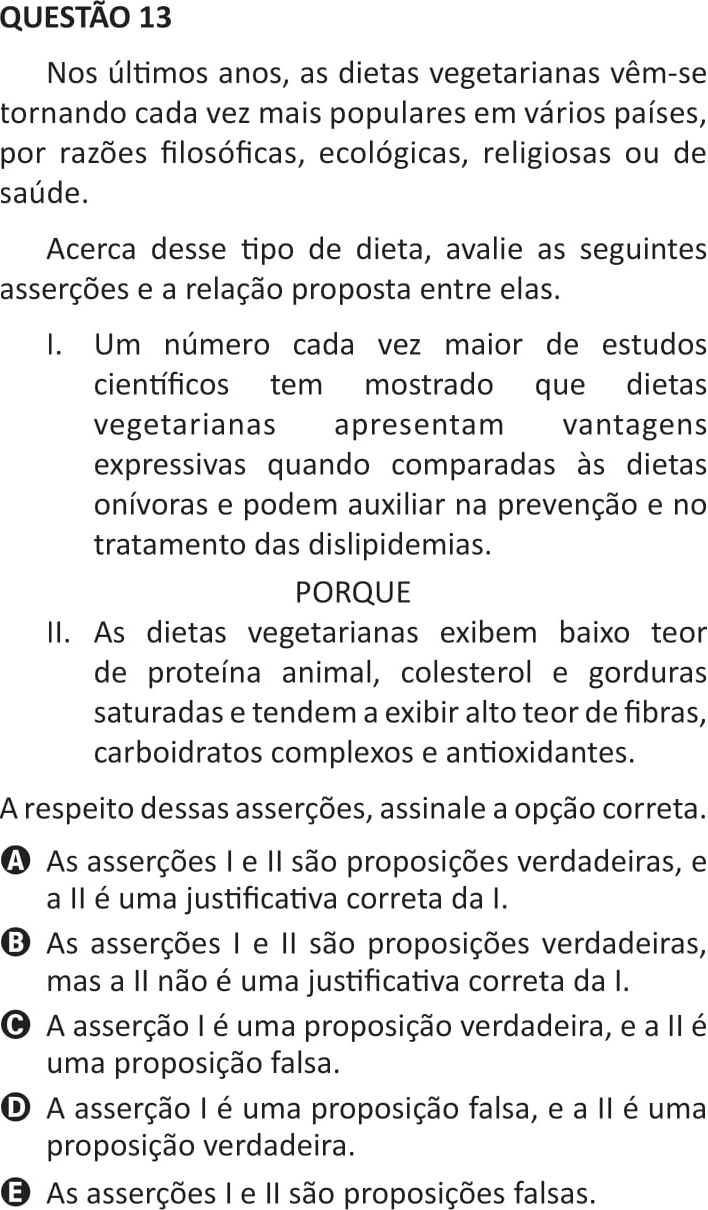 QUESTÃO 13
Nos últimos anos, as dietas vegetarianas vêm-se
tornando cada vez mais populares em vários países,
por razões filosóficas, ecológicas, religiosas ou de
saúde.
Acerca desse tipo de dieta, avalie as seguintes
asserções e a relação proposta entre elas.
I. Um número cada vez maior de estudos
científicos tem mostrado que dietas
vegetarianas apresentam vantagens
expressivas quando comparadas às dietas
onívoras e podem auxiliar na prevenção e no
tratamento das dislipidemias.
PORQUE
II. As dietas vegetarianas exibem baixo teor
de proteína animal, colesterol e gorduras
saturadas e tendem a exibir alto teor de fibras,
carboidratos complexos e antioxidantes.
A respeito dessas asserções, assinale a opção correta.
A As asserções I e II são proposições verdadeiras, e
a II é uma justificativa correta da I.
B As asserções I e II são proposições verdadeiras,
mas a II não é uma justificativa correta da I.
C A asserção I é uma proposição verdadeira, e a II é
uma proposição falsa.
D A asserção I é uma proposição falsa, e a II é uma
proposição verdadeira.
E As asserções I e II são proposições falsas.